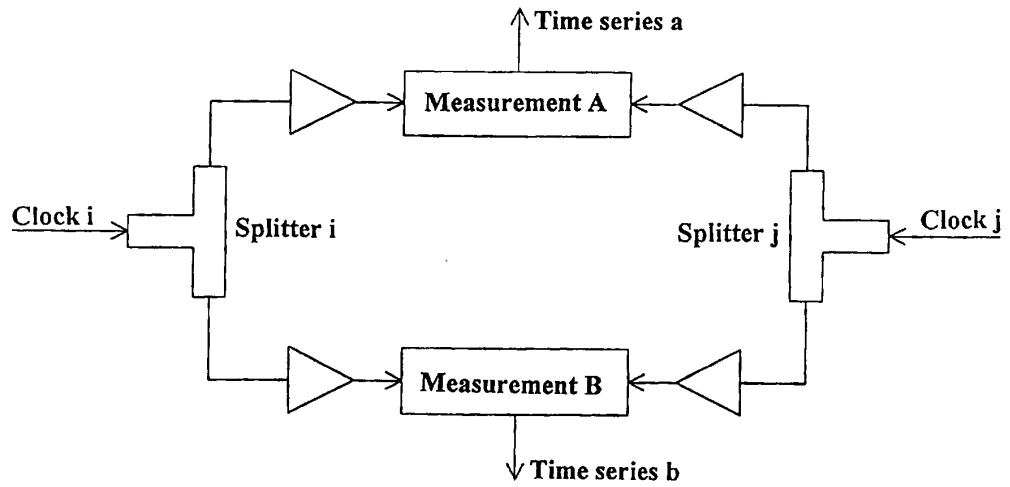 Time series a
Measurement A
Clock i
Splitter i
Splitter j
Clock j
Measurement B
Time series b